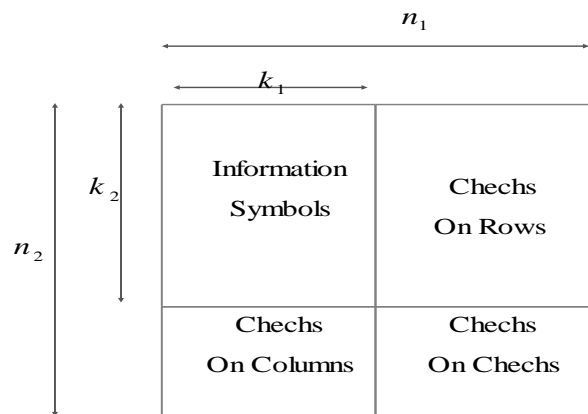 n₁
k₁
Information
Symbols
Chechs
On Rows
k₂
n₂
Chechs
On Columns
Chechs
On Chechs